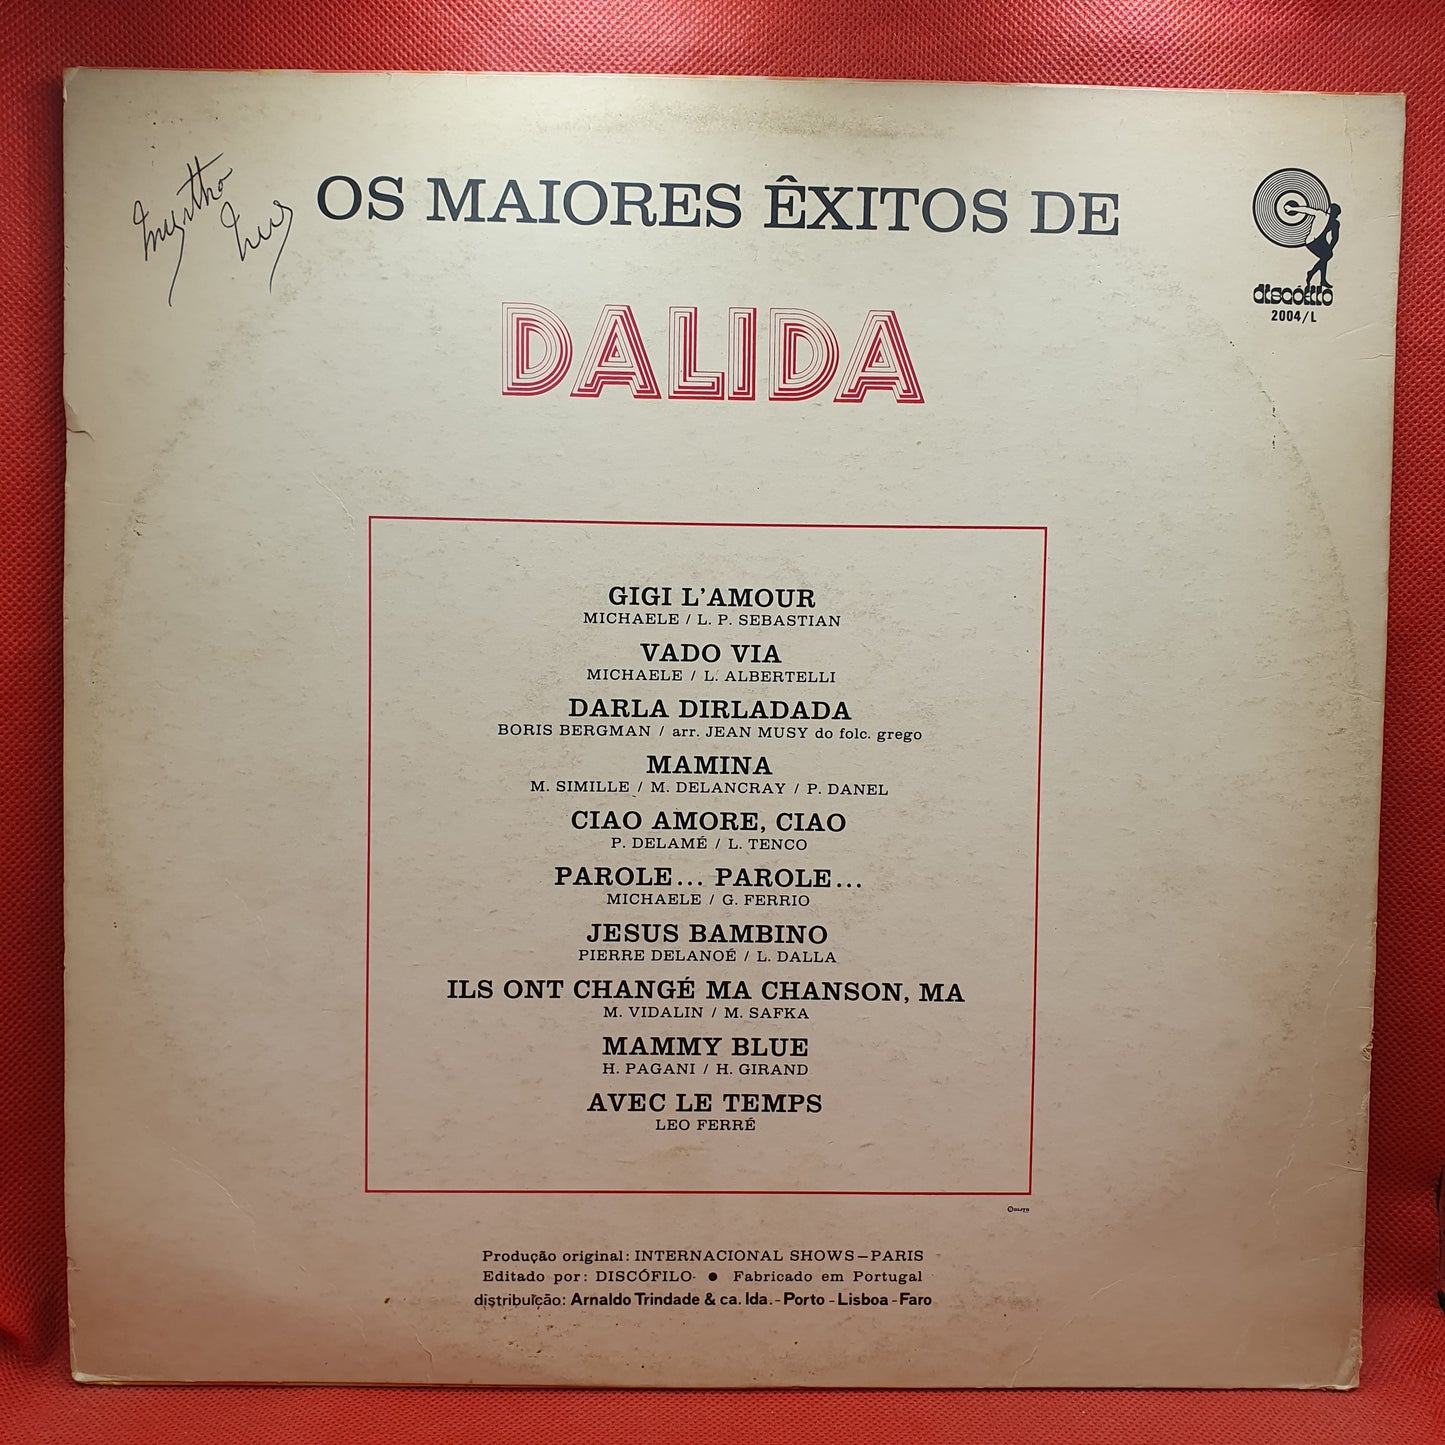 OS MAIORES ÊXITOS DE
DALIDA
discófilo
2004/L
GIGI L'AMOUR
MICHAELE / L. P. SEBASTIAN
VADO VIA
MICHAELE / L. ALBERTELLI
DARLA DIRLADADA
BORIS BERGMAN / arr. JEAN MUSY do folc. grego
MAMINA
M. SIMILLE / M. DELANCRAY / P. DANEL
CIAO AMORE, CIAO
P. DELAMÉ / L. TENCO
PAROLE... PAROLE...
MICHAELE / G. FERRIO
JESUS BAMBINO
PIERRE DELANOÉ / L. DALLA
ILS ONT CHANGÉ MA CHANSON, MA
M. VIDALIN / M. SAFKA
MAMMY BLUE
H. PAGANI / H. GIRAND
AVEC LE TEMPS
LEO FERRÉ
Produção original: INTERNACIONAL SHOWS—PARIS
Editado por: DISCÓFILO ● Fabricado em Portugal
distribuïcão: Arnaldo Trindade & ca. lda. - Porto - Lisboa - Faro